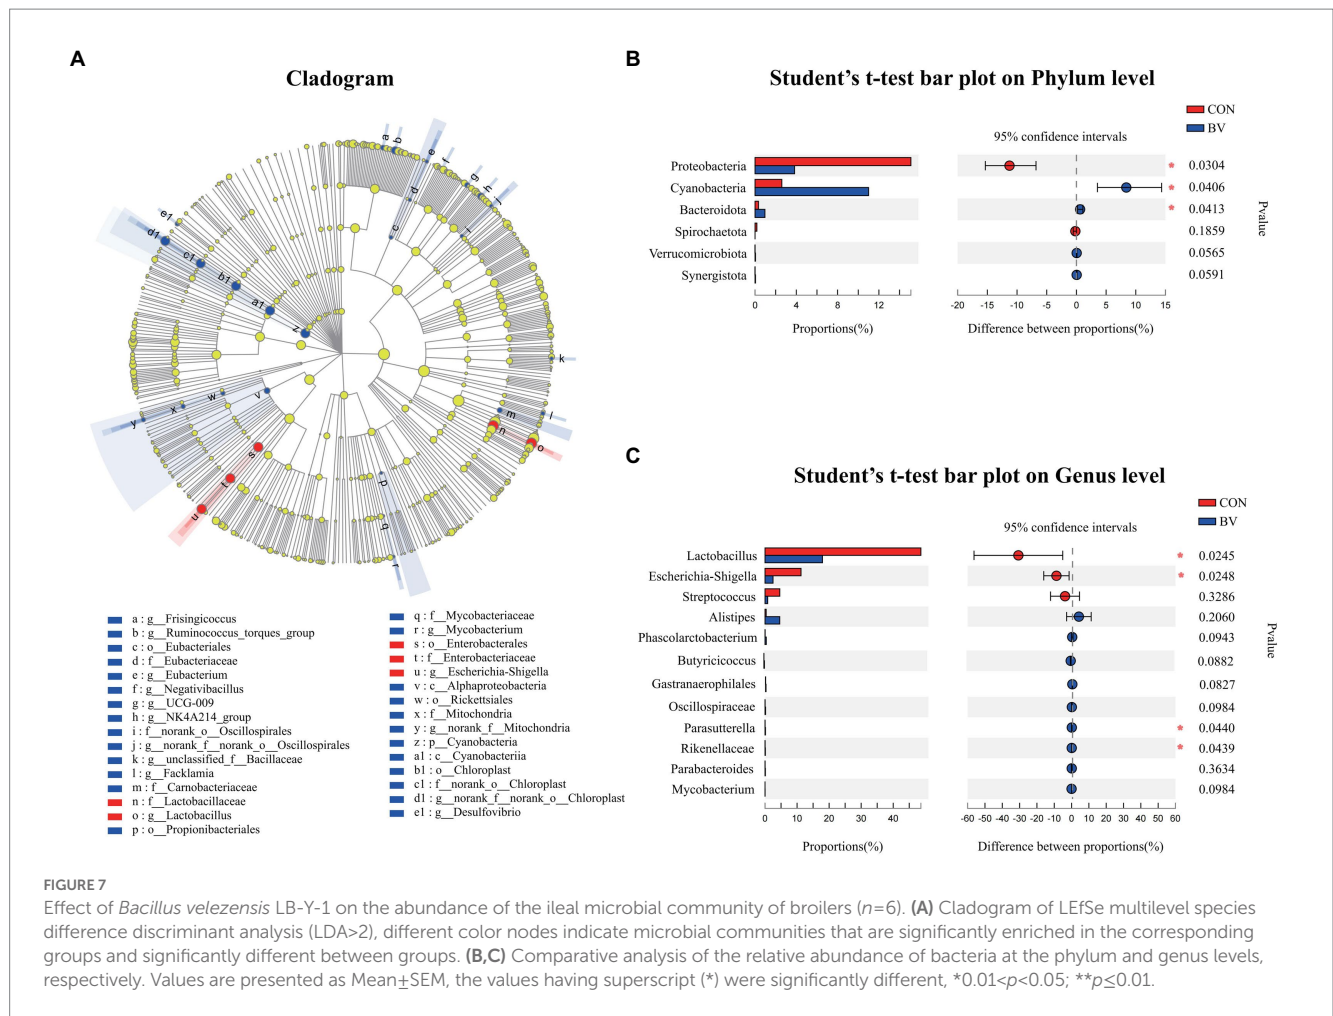 A
Cladogram
a
b
e
f
g
h
j
d
c
i
e1
d1
c1
b1
a1
z
k
y
x
w
v
m
l
n
o
s
t
u
p
q
r
a : g__Frisingicoccus
b : g__Ruminococcus_torques_group
c : o__Eubacteriales
d : f__Eubacteriaceae
e : g__Eubacterium
f : g__Negativibacillus
g : g__UCG-009
h : g__NK4A214_group
i : f__norank_o__Oscillospirales
j : g__norank_f__norank_o__Oscillospirales
k : g__unclassified_f__Bacillaceae
l : g__Facklamia
m : f__Carnobacteriaceae
n : f__Lactobacillaceae
o : g__Lactobacillus
p : o__Propionibacteriales
q : f__Mycobacteriaceae
r : g__Mycobacterium
s : o__Enterobacterales
t : f__Enterobacteriaceae
u : g__Escherichia-Shigella
v : c__Alphaproteobacteria
w : o__Rickettsiales
x : f__Mitochondria
y : g__norank_f__Mitochondria
z : p__Cyanobacteria
a1 : c__Cyanobacteriia
b1 : o__Chloroplast
c1 : f__norank_o__Chloroplast
d1 : g__norank_f__norank_o__Chloroplast
e1 : g__Desulfovibrio
B
Student's t-test bar plot on Phylum level
CON
BV
95% confidence intervals
Proteobacteria * 0.0304
Cyanobacteria * 0.0406
Bacteroidota * 0.0413
Spirochaetota 0.1859
Verrucomicrobiota 0.0565
Synergistota 0.0591
Pvalue
0 4 8 12 -20 -15 -10 -5 0 5 10 15
Proportions(%) Difference between proportions(%)
C
Student's t-test bar plot on Genus level
CON
BV
95% confidence intervals
Lactobacillus * 0.0245
Escherichia-Shigella * 0.0248
Streptococcus 0.3286
Alistipes 0.2060
Phascolarctobacterium 0.0943
Butyricicoccus 0.0882
Gastranaerophilales 0.0827
Oscillospiraceae 0.0984
Parasutterella * 0.0440
Rikenellaceae * 0.0439
Parabacteroides 0.3634
Mycobacterium 0.0984
Pvalue
0 10 20 30 40 -60 -50 -40 -30 -20 -10 0 10 20 30 40 50 60
Proportions(%) Difference between proportions(%)
FIGURE 7
Effect of Bacillus velezensis LB-Y-1 on the abundance of the ileal microbial community of broilers (n=6). (A) Cladogram of LEfSe multilevel species
difference discriminant analysis (LDA>2), different color nodes indicate microbial communities that are significantly enriched in the corresponding
groups and significantly different between groups. (B,C) Comparative analysis of the relative abundance of bacteria at the phylum and genus levels,
respectively. Values are presented as Mean±SEM, the values having superscript (*) were significantly different, *0.01<p<0.05; **p≤0.01.